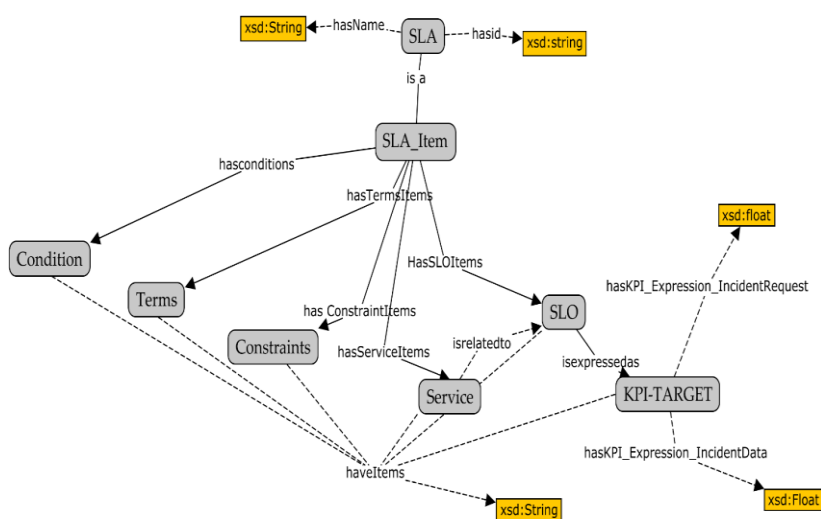 xsd:String
hasName
SLA
hasid
xsd:string
is a
SLA_Item
hasconditions
hasTermsItems
xsd:float
Condition
HasSLOItems
hasKPI_Expression_IncidentRequest
Terms
has ConstraintItems
SLO
Constraints
hasServiceItems
isrelatedto
isexpressedas
Service
KPI-TARGET
hasKPI_Expression_IncidentData
haveItems
xsd:String
xsd:Float